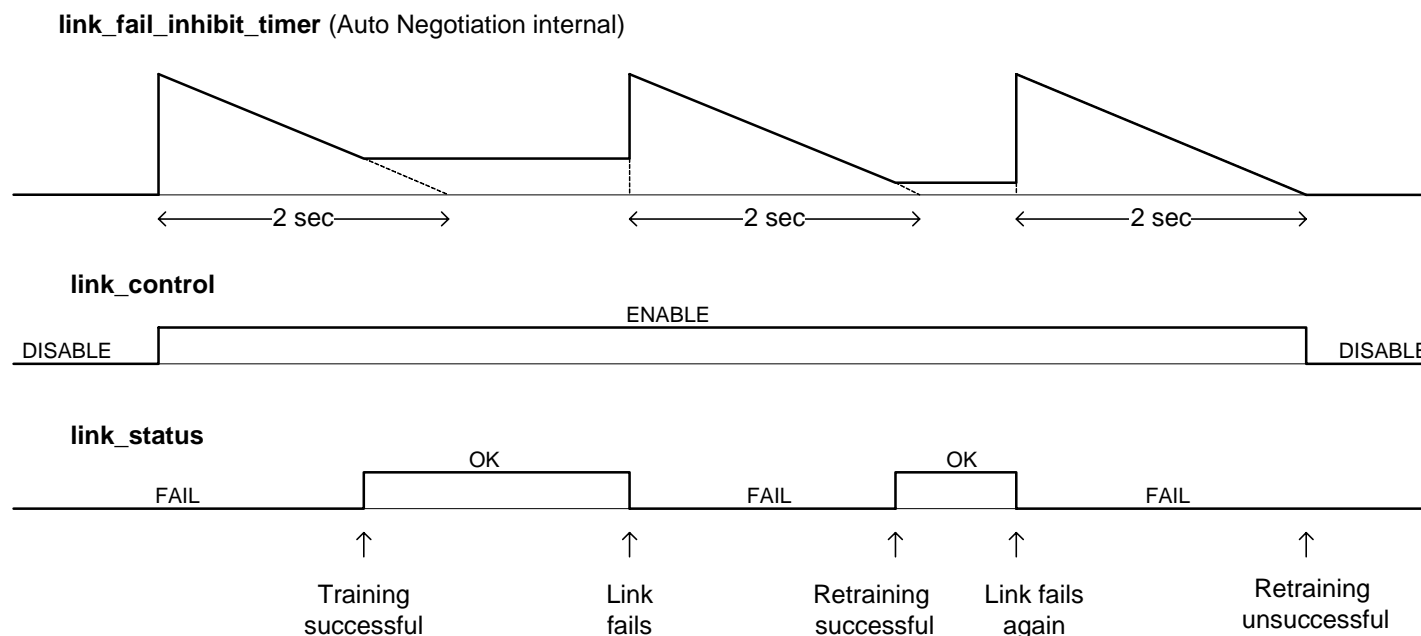 link_fail_inhibit_timer (Auto Negotiation internal)
2 sec 2 sec 2 sec
link_control
ENABLE
DISABLE DISABLE
link_status
OK OK
FAIL FAIL FAIL
Training Link Retraining Link fails Retraining
successful fails successful again unsuccessful